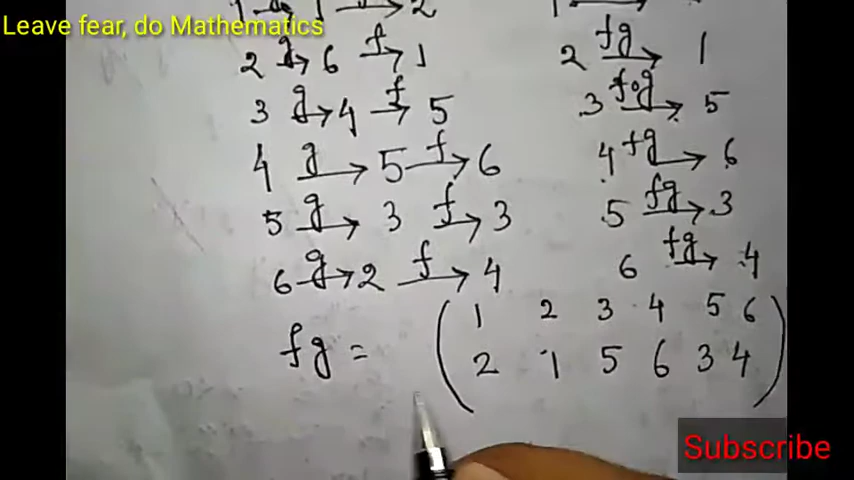 Leave fear, do Mathematics
2 g→ 6 f→ 1    2 fg→ 1
3 g→ 4 f→ 5    3 fog→ 5
4 g→ 5 f→ 6    4 fg→ 6
5 g→ 3 f→ 3    5 fg→ 3
6 g→ 2 f→ 4    6 fg→ 4
fg = ( 1 2 3 4 5 6
2 1 5 6 3 4 )
Subscribe